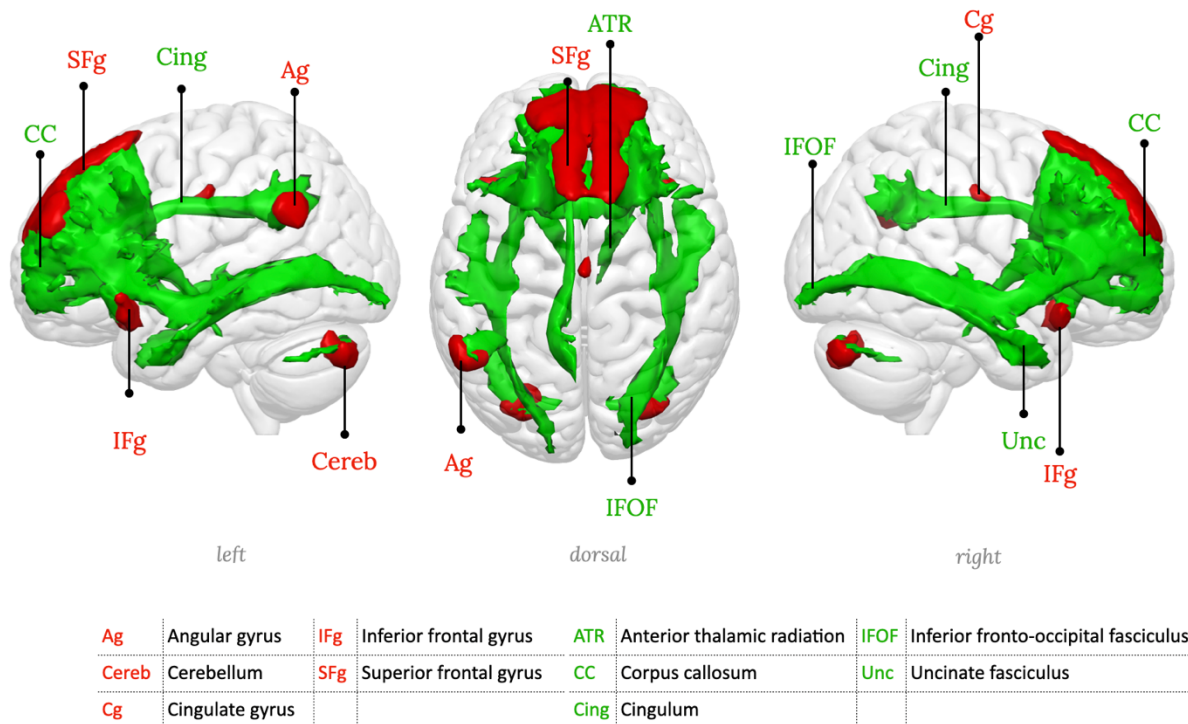 ATR
Cg
SFg Cing Ag SFg Cing
CC IFOF CC
IFg Cereb Ag IFOF Unc IFg
left dorsal right
Ag Angular gyrus IFg Inferior frontal gyrus ATR Anterior thalamic radiation IFOF Inferior fronto-occipital fasciculus
Cereb Cerebellum SFg Superior frontal gyrus CC Corpus callosum Unc Uncinate fasciculus
Cg Cingulate gyrus Cing Cingulum